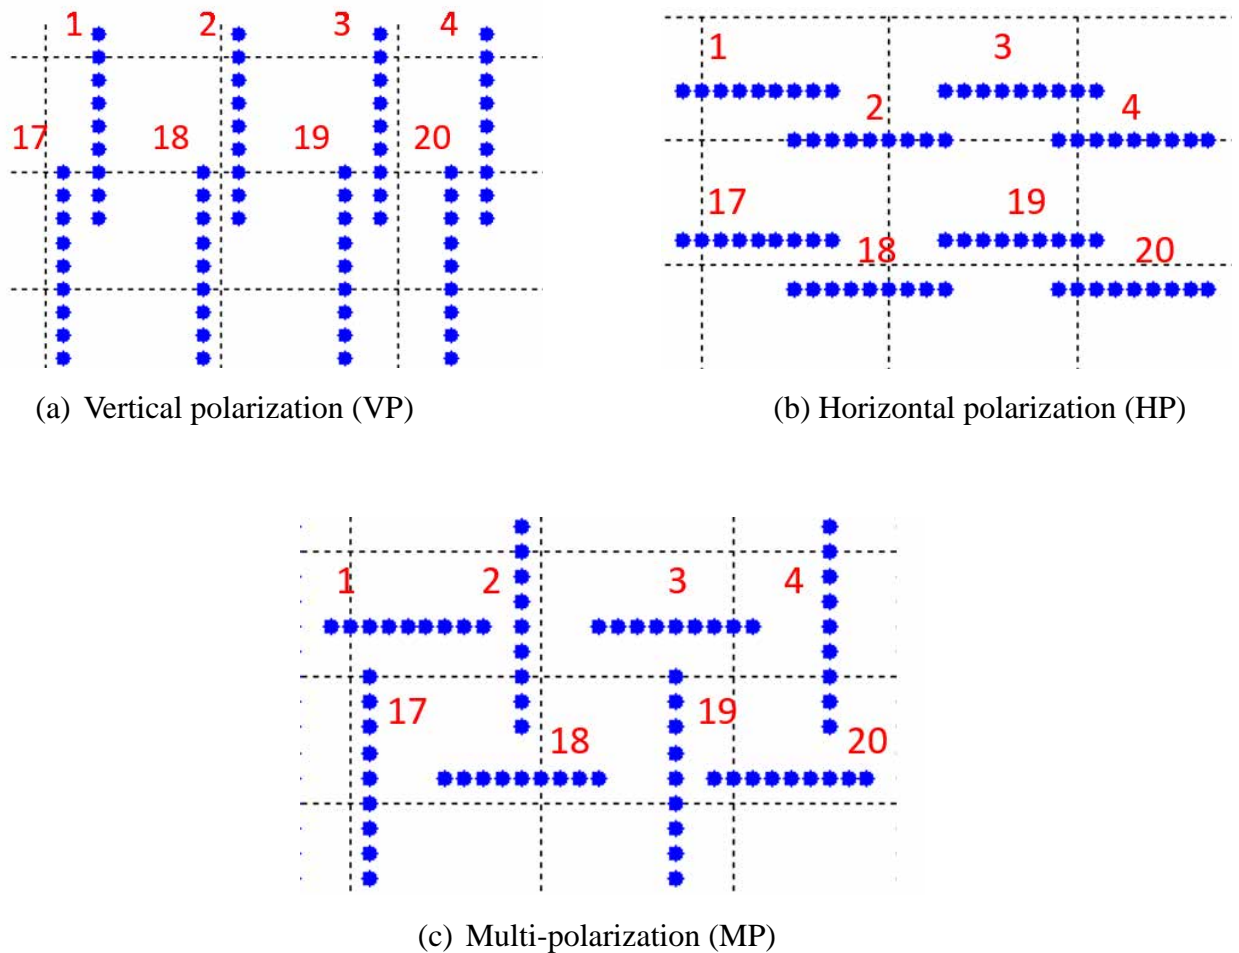 1 2 3 4
17 18 19 20
(a) Vertical polarization (VP)
1 3
2 4
17 19
18 20
(b) Horizontal polarization (HP)
1 2 3 4
17 19
18 20
(c) Multi-polarization (MP)